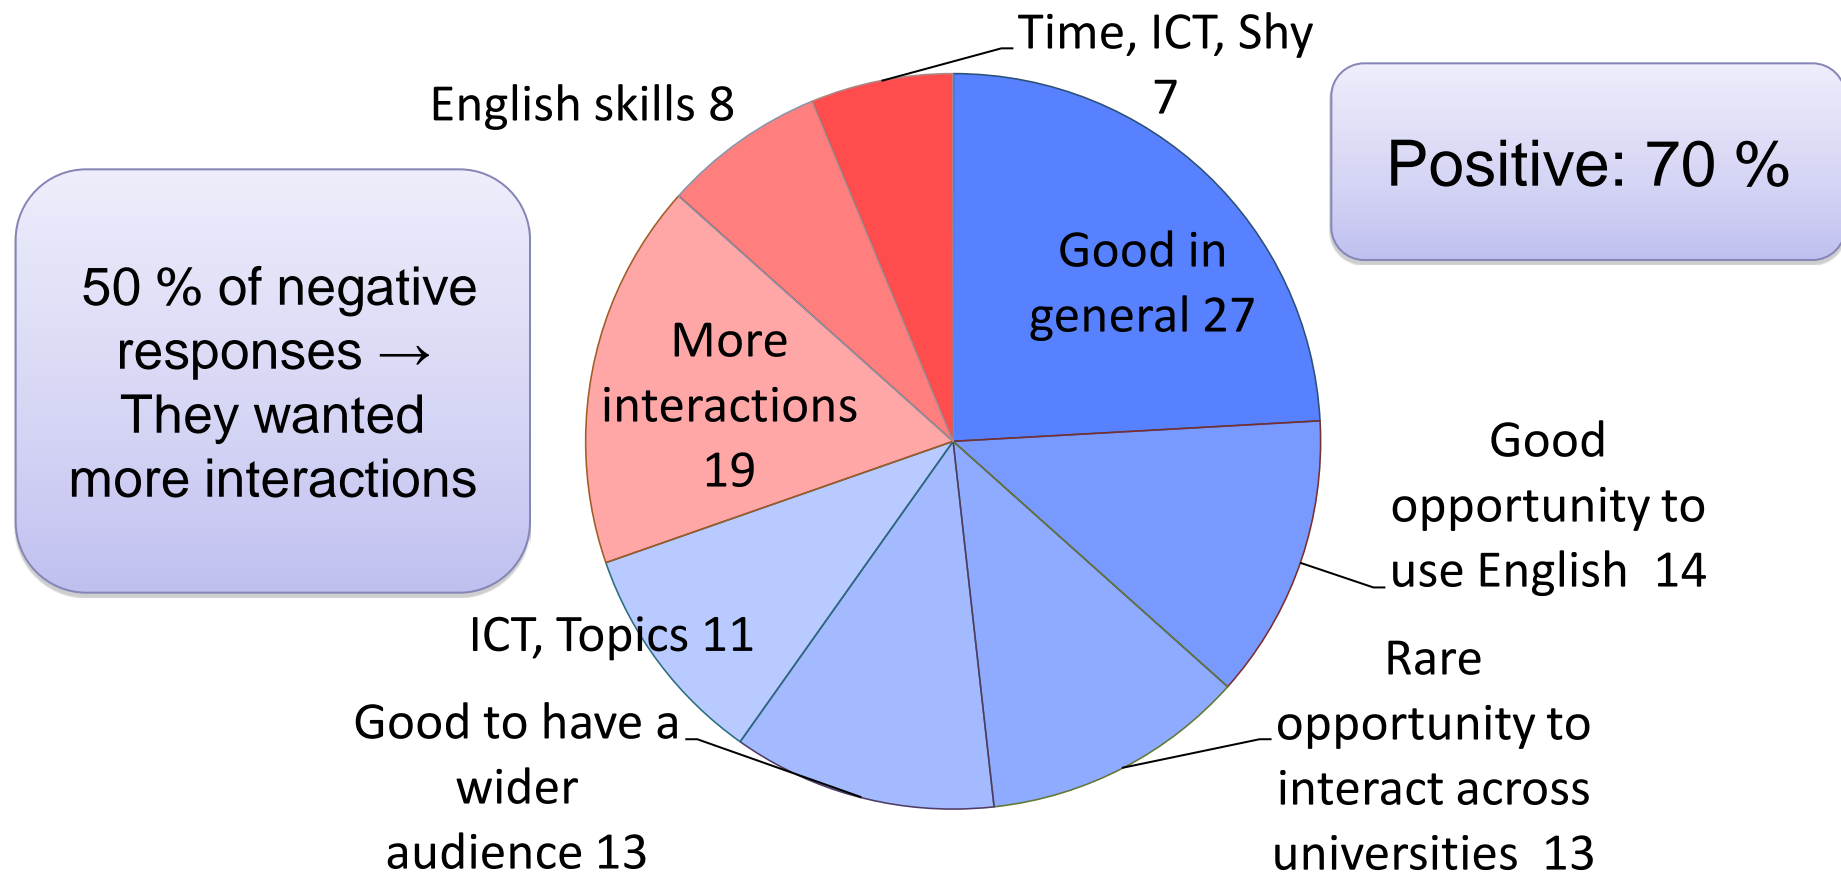 Time, ICT, Shy
7
English skills 8
Positive: 70 %
50 % of negative
responses →
They wanted
more interactions
Good in
general 27
More
interactions
19
Good
opportunity to
use English 14
ICT, Topics 11
Rare
opportunity to
interact across
universities 13
Good to have a
wider
audience 13